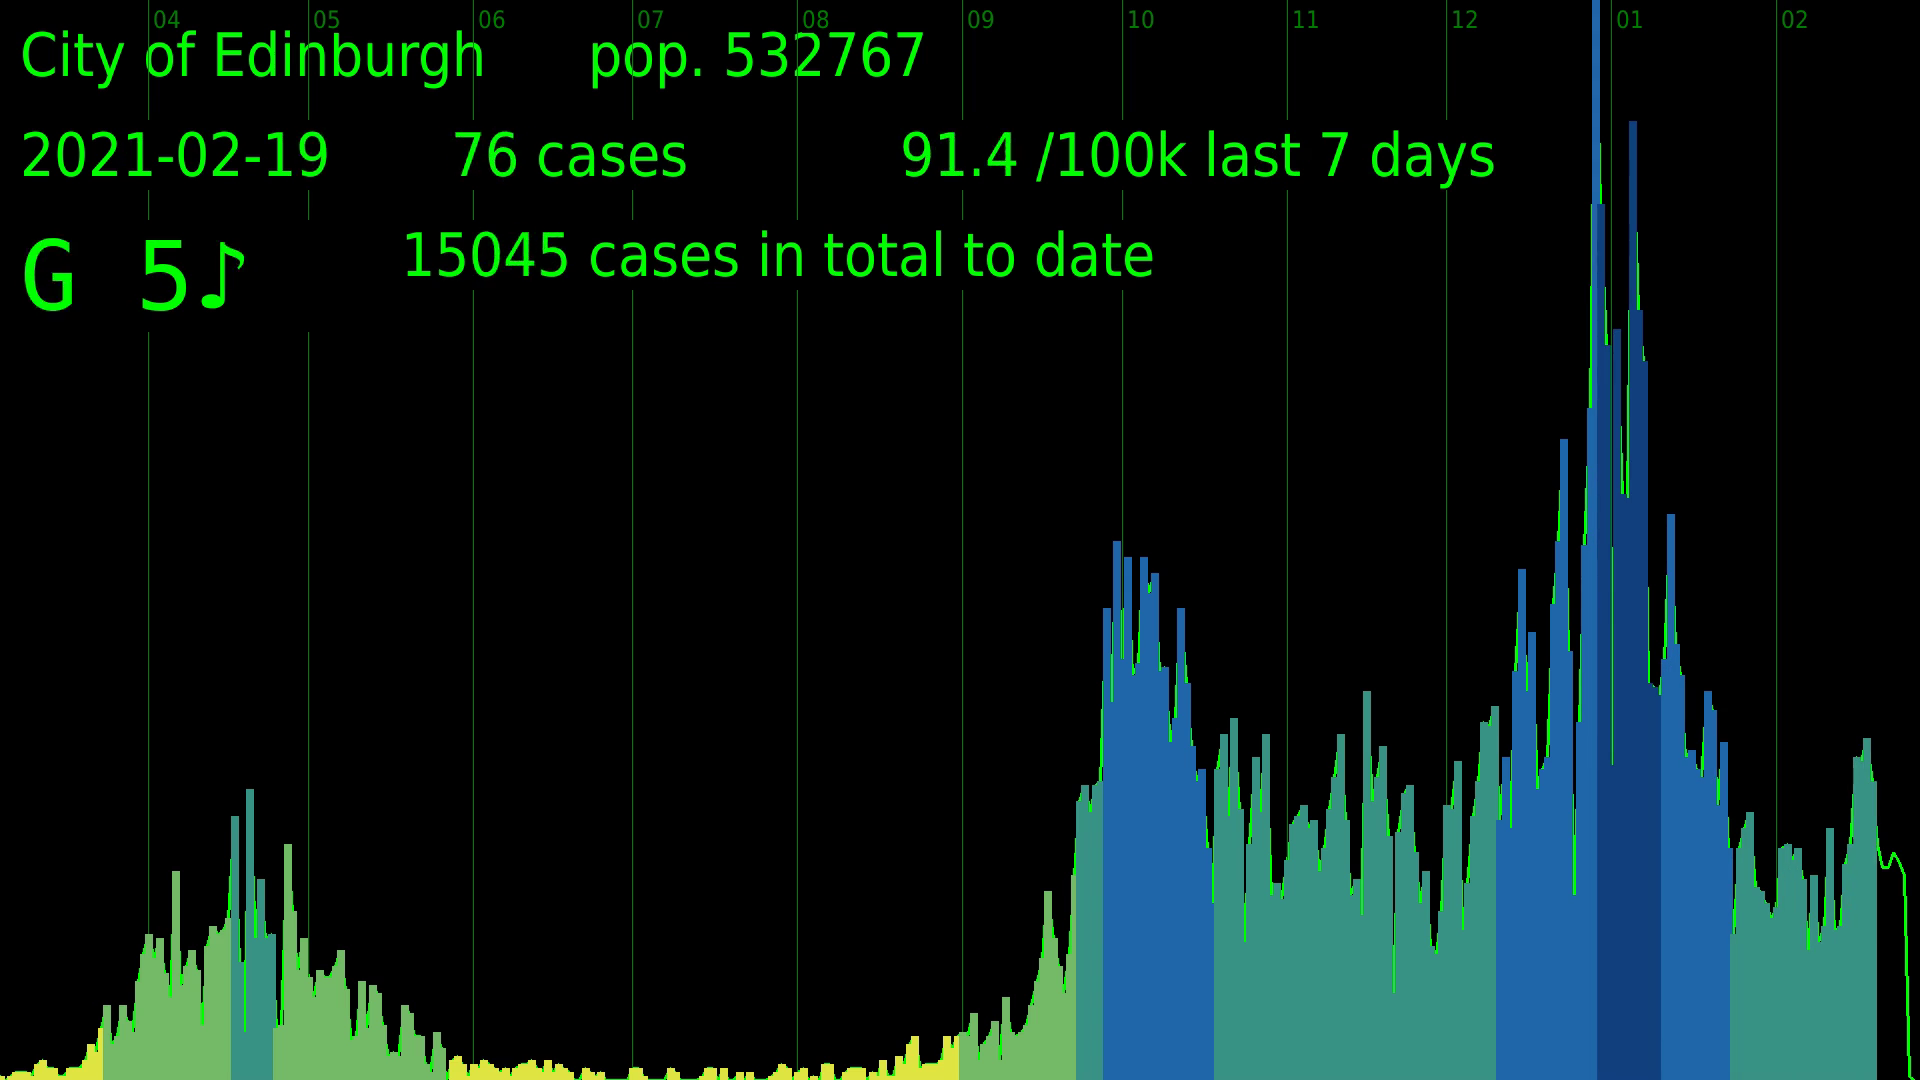 04 05 06 07 08 09 10 11 12 01 02
City of Edinburgh pop. 532767
2021-02-19 76 cases 91.4 /100k last 7 days
G 5♪ 15045 cases in total to date